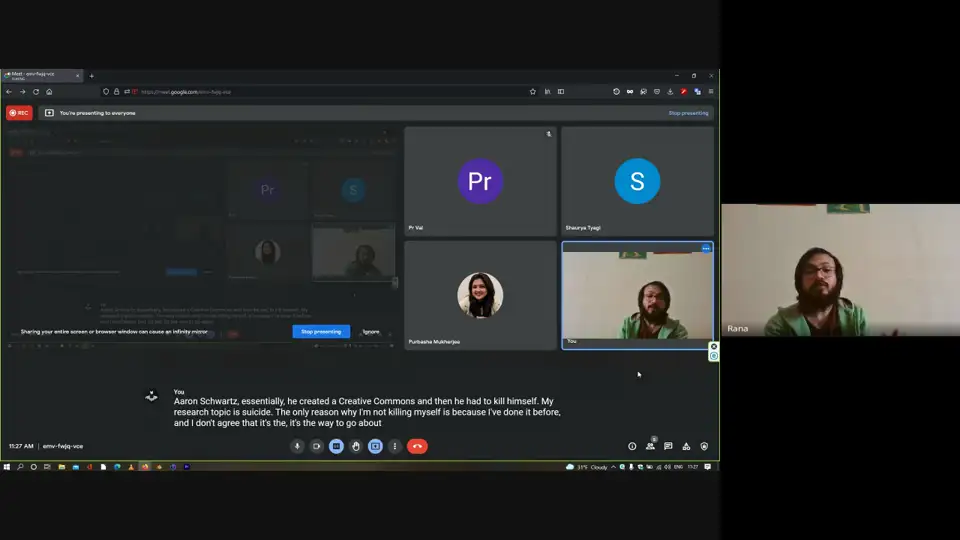 Meet - emv-fwjq-vce
https://meet.google.com/emv-fwjq-vce
REC
You're presenting to everyone
Stop presenting
Pr
S
Pr Val
Shaurya Tyagi
Pr
S
Sharing your entire screen or browser window can cause an infinity mirror
Stop presenting
Ignore
Purbasha Mukherjee
You
Rana
You
Aaron Schwartz, essentially, he created a Creative Commons and then he had to kill himself. My
research topic is suicide. The only reason why I'm not killing myself is because I've done it before,
and I don't agree that it's the, it's the way to go about
11:27 AM | emv-fwjq-vce
31°C Cloudy
ENG
11:27